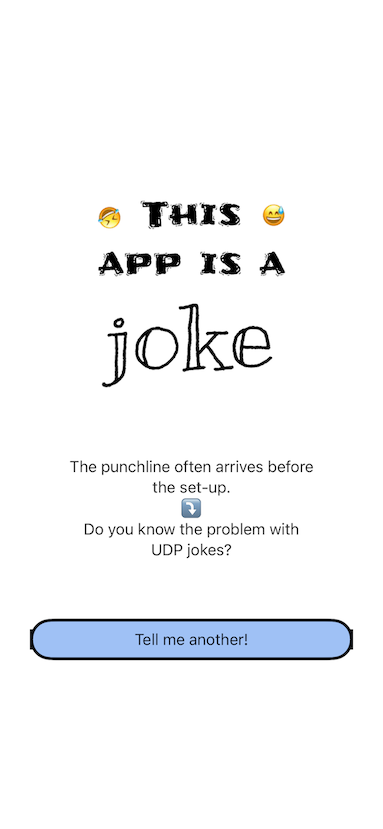 🤣 This 😅
App is a
joke
The punchline often arrives before
the set-up.
⤵️
Do you know the problem with
UDP jokes?
Tell me another!